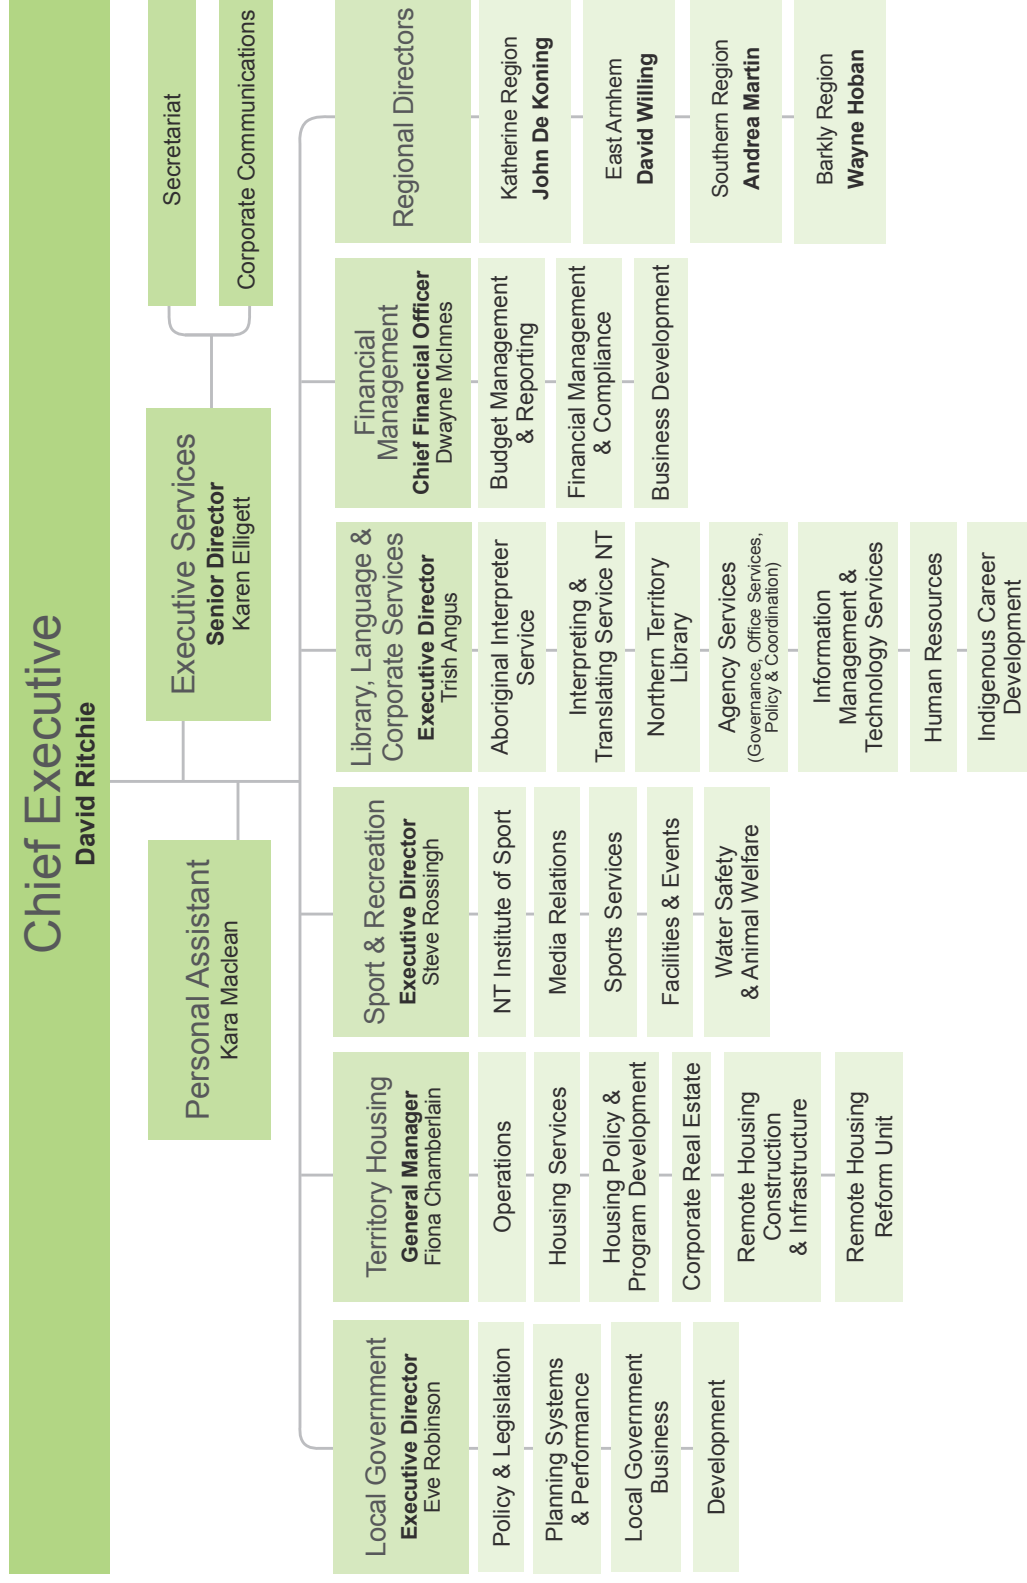 Chief Executive
David Ritchie
Personal Assistant
Kara Maclean
Executive Services
Senior Director
Karen Elligett
Secretariat
Corporate Communications
Local Government
Executive Director
Eve Robinson
Policy & Legislation
Planning Systems
& Performance
Local Government
Business
Development
Territory Housing
General Manager
Fiona Chamberlain
Operations
Housing Services
Housing Policy &
Program Development
Corporate Real Estate
Remote Housing
Construction
& Infrastructure
Remote Housing
Reform Unit
Sport & Recreation
Executive Director
Steve Rossingh
NT Institute of Sport
Media Relations
Sports Services
Facilities & Events
Water Safety
& Animal Welfare
Library, Language &
Corporate Services
Executive Director
Trish Angus
Aboriginal Interpreter
Service
Interpreting &
Translating Service NT
Northern Territory
Library
Agency Services
(Governance, Office Services,
Policy & Coordination)
Information
Management &
Technology Services
Human Resources
Indigenous Career
Development
Financial
Management
Chief Financial Officer
Dwayne McInnes
Budget Management
& Reporting
Financial Management
& Compliance
Business Development
Regional Directors
Katherine Region
John De Koning
East Arnhem
David Willing
Southern Region
Andrea Martin
Barkly Region
Wayne Hoban